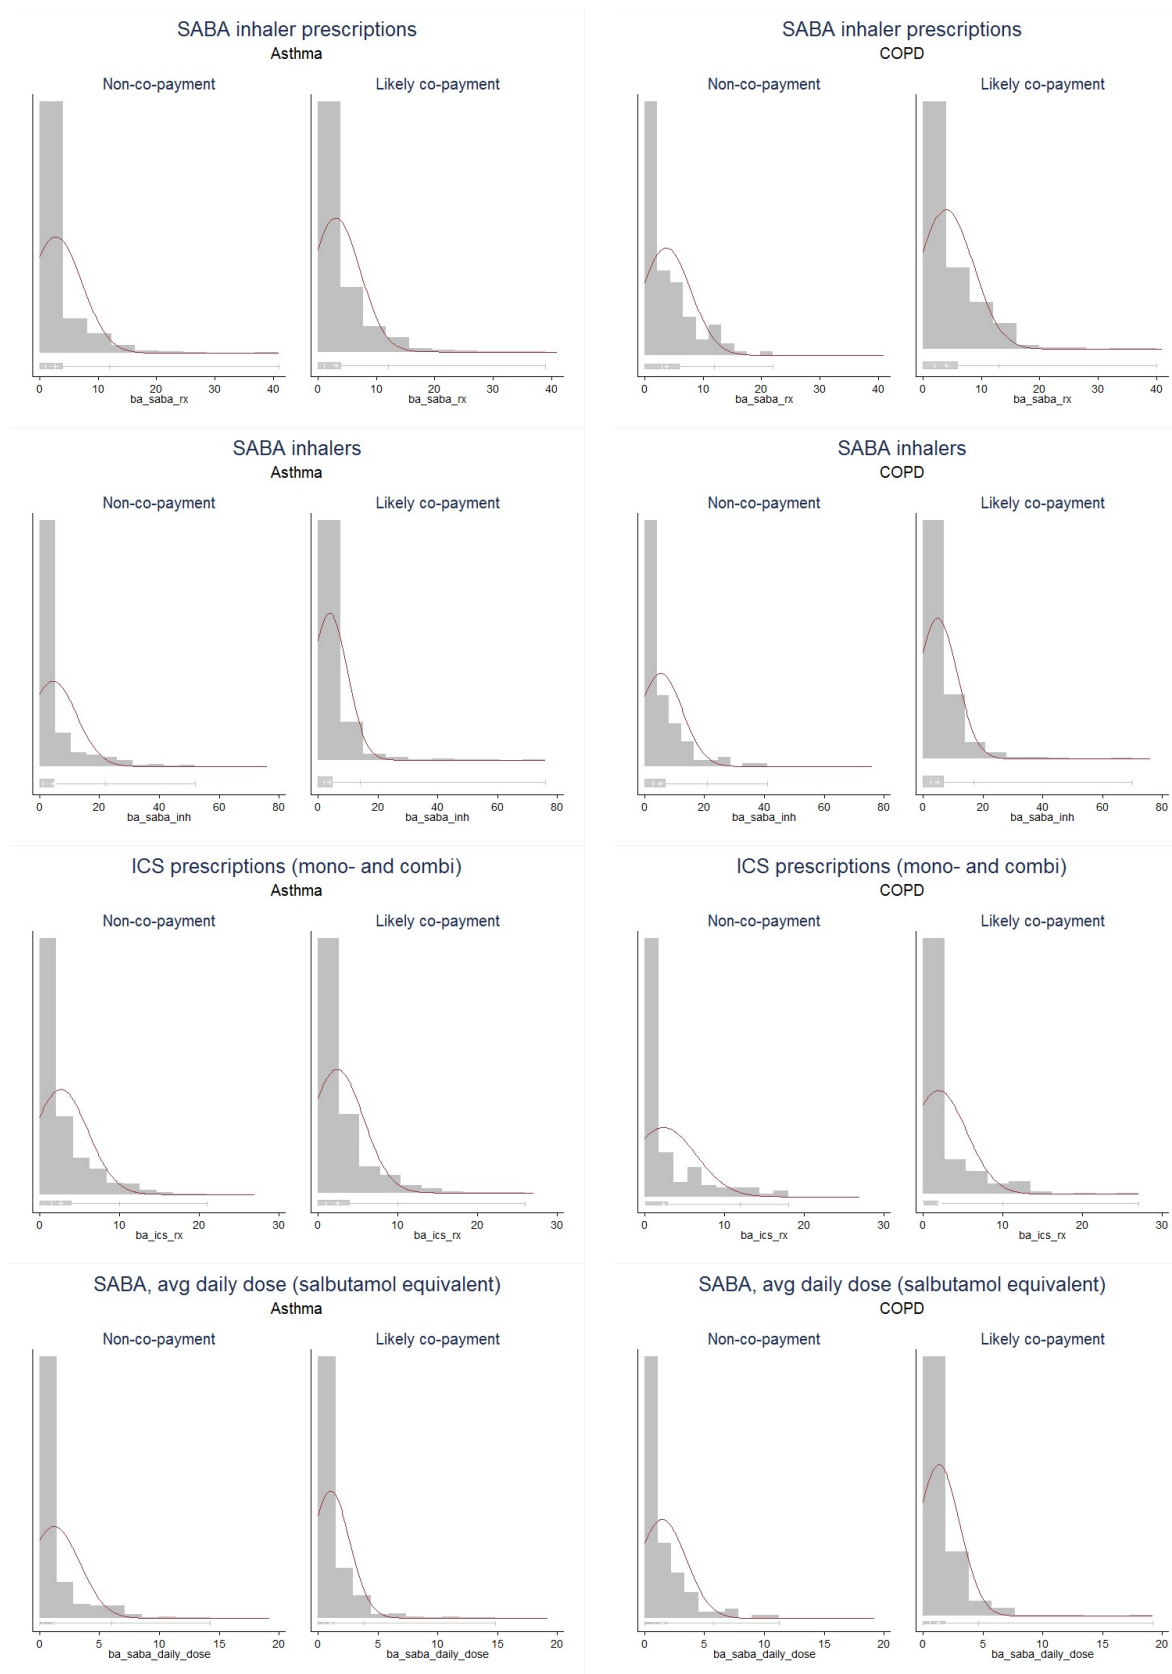 SABA inhaler prescriptions
Asthma
Non-co-payment Likely co-payment
0 10 20 30 40 0 10 20 30 40
ba_saba_rx ba_saba_rx
SABA inhaler prescriptions
COPD
Non-co-payment Likely co-payment
0 10 20 30 40 0 10 20 30 40
ba_saba_rx ba_saba_rx
SABA inhalers
Asthma
Non-co-payment Likely co-payment
0 20 40 60 80 0 20 40 60 80
ba_saba_inh ba_saba_inh
SABA inhalers
COPD
Non-co-payment Likely co-payment
0 20 40 60 80 0 20 40 60 80
ba_saba_inh ba_saba_inh
ICS prescriptions (mono- and combi)
Asthma
Non-co-payment Likely co-payment
0 10 20 30 0 10 20 30
ba_ics_rx ba_ics_rx
ICS prescriptions (mono- and combi)
COPD
Non-co-payment Likely co-payment
0 10 20 30 0 10 20 30
ba_ics_rx ba_ics_rx
SABA, avg daily dose (salbutamol equivalent)
Asthma
Non-co-payment Likely co-payment
0 5 10 15 20 0 5 10 15 20
ba_saba_daily_dose ba_saba_daily_dose
SABA, avg daily dose (salbutamol equivalent)
COPD
Non-co-payment Likely co-payment
0 5 10 15 20 0 5 10 15 20
ba_saba_daily_dose ba_saba_daily_dose